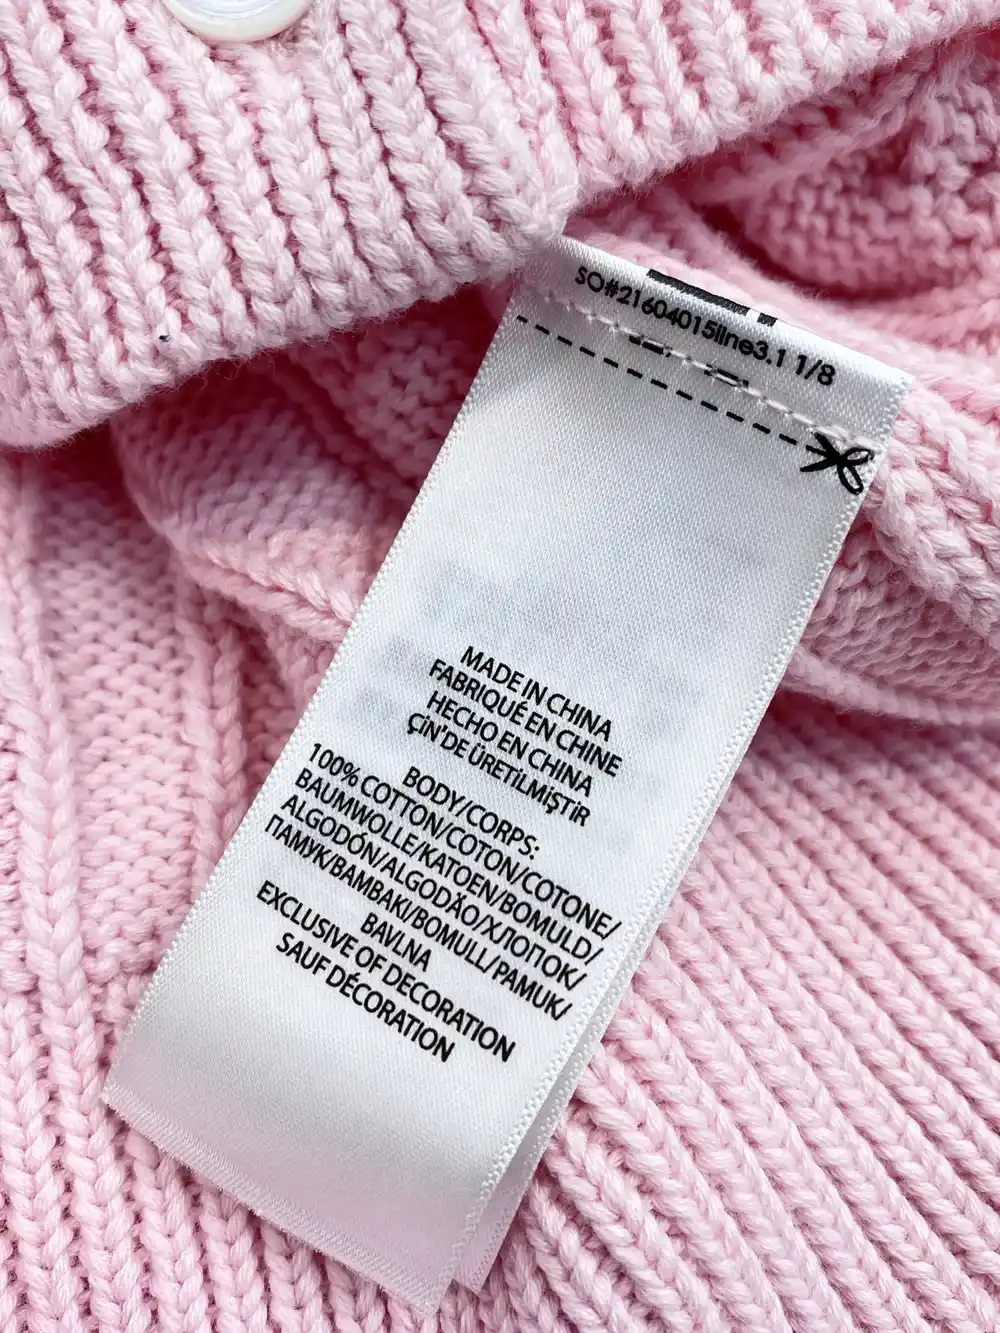 SO#21604015line3.1 1/8
MADE IN CHINA
FABRIQUÉ EN CHINE
HECHO EN CHINA
ÇİN'DE ÜRETİLMİŞTİR
BODY/CORPS:
100% COTTON/COTON/COTONE/
BAUMWOLLE/KATOEN/BOMULD/
ALGODÓN/ALGODÃO/ХЛОПОК/
ΠΑΜУΚ/BAMBAKI/BOMULL/PAMUK/
BAVLNA
EXCLUSIVE OF DECORATION
SAUF DÉCORATION